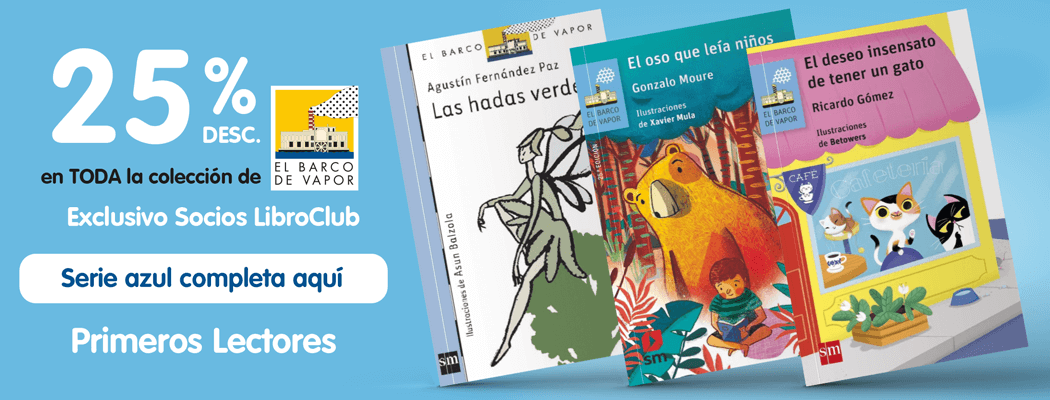 25%
DESC.
en TODA la colección de
EL BARCO
DE VAPOR
Exclusivo Socios LibroClub
Serie azul completa aquí
Primeros Lectores
EL BARCO DE VAPOR
Agustín Fernández Paz
Las hadas verde
Ilustraciones de Asun Balzola
sm
El oso que leía niños
Gonzalo Moure
Ilustraciones
de Xavier Mula
EL BARCO
DE VAPOR
EDICIÓN
sm
El deseo insensato
de tener un gato
Ricardo Gómez
Ilustraciones
de Betowers
EL BARCO
DE VAPOR
CAFÉ
cafetería
sm